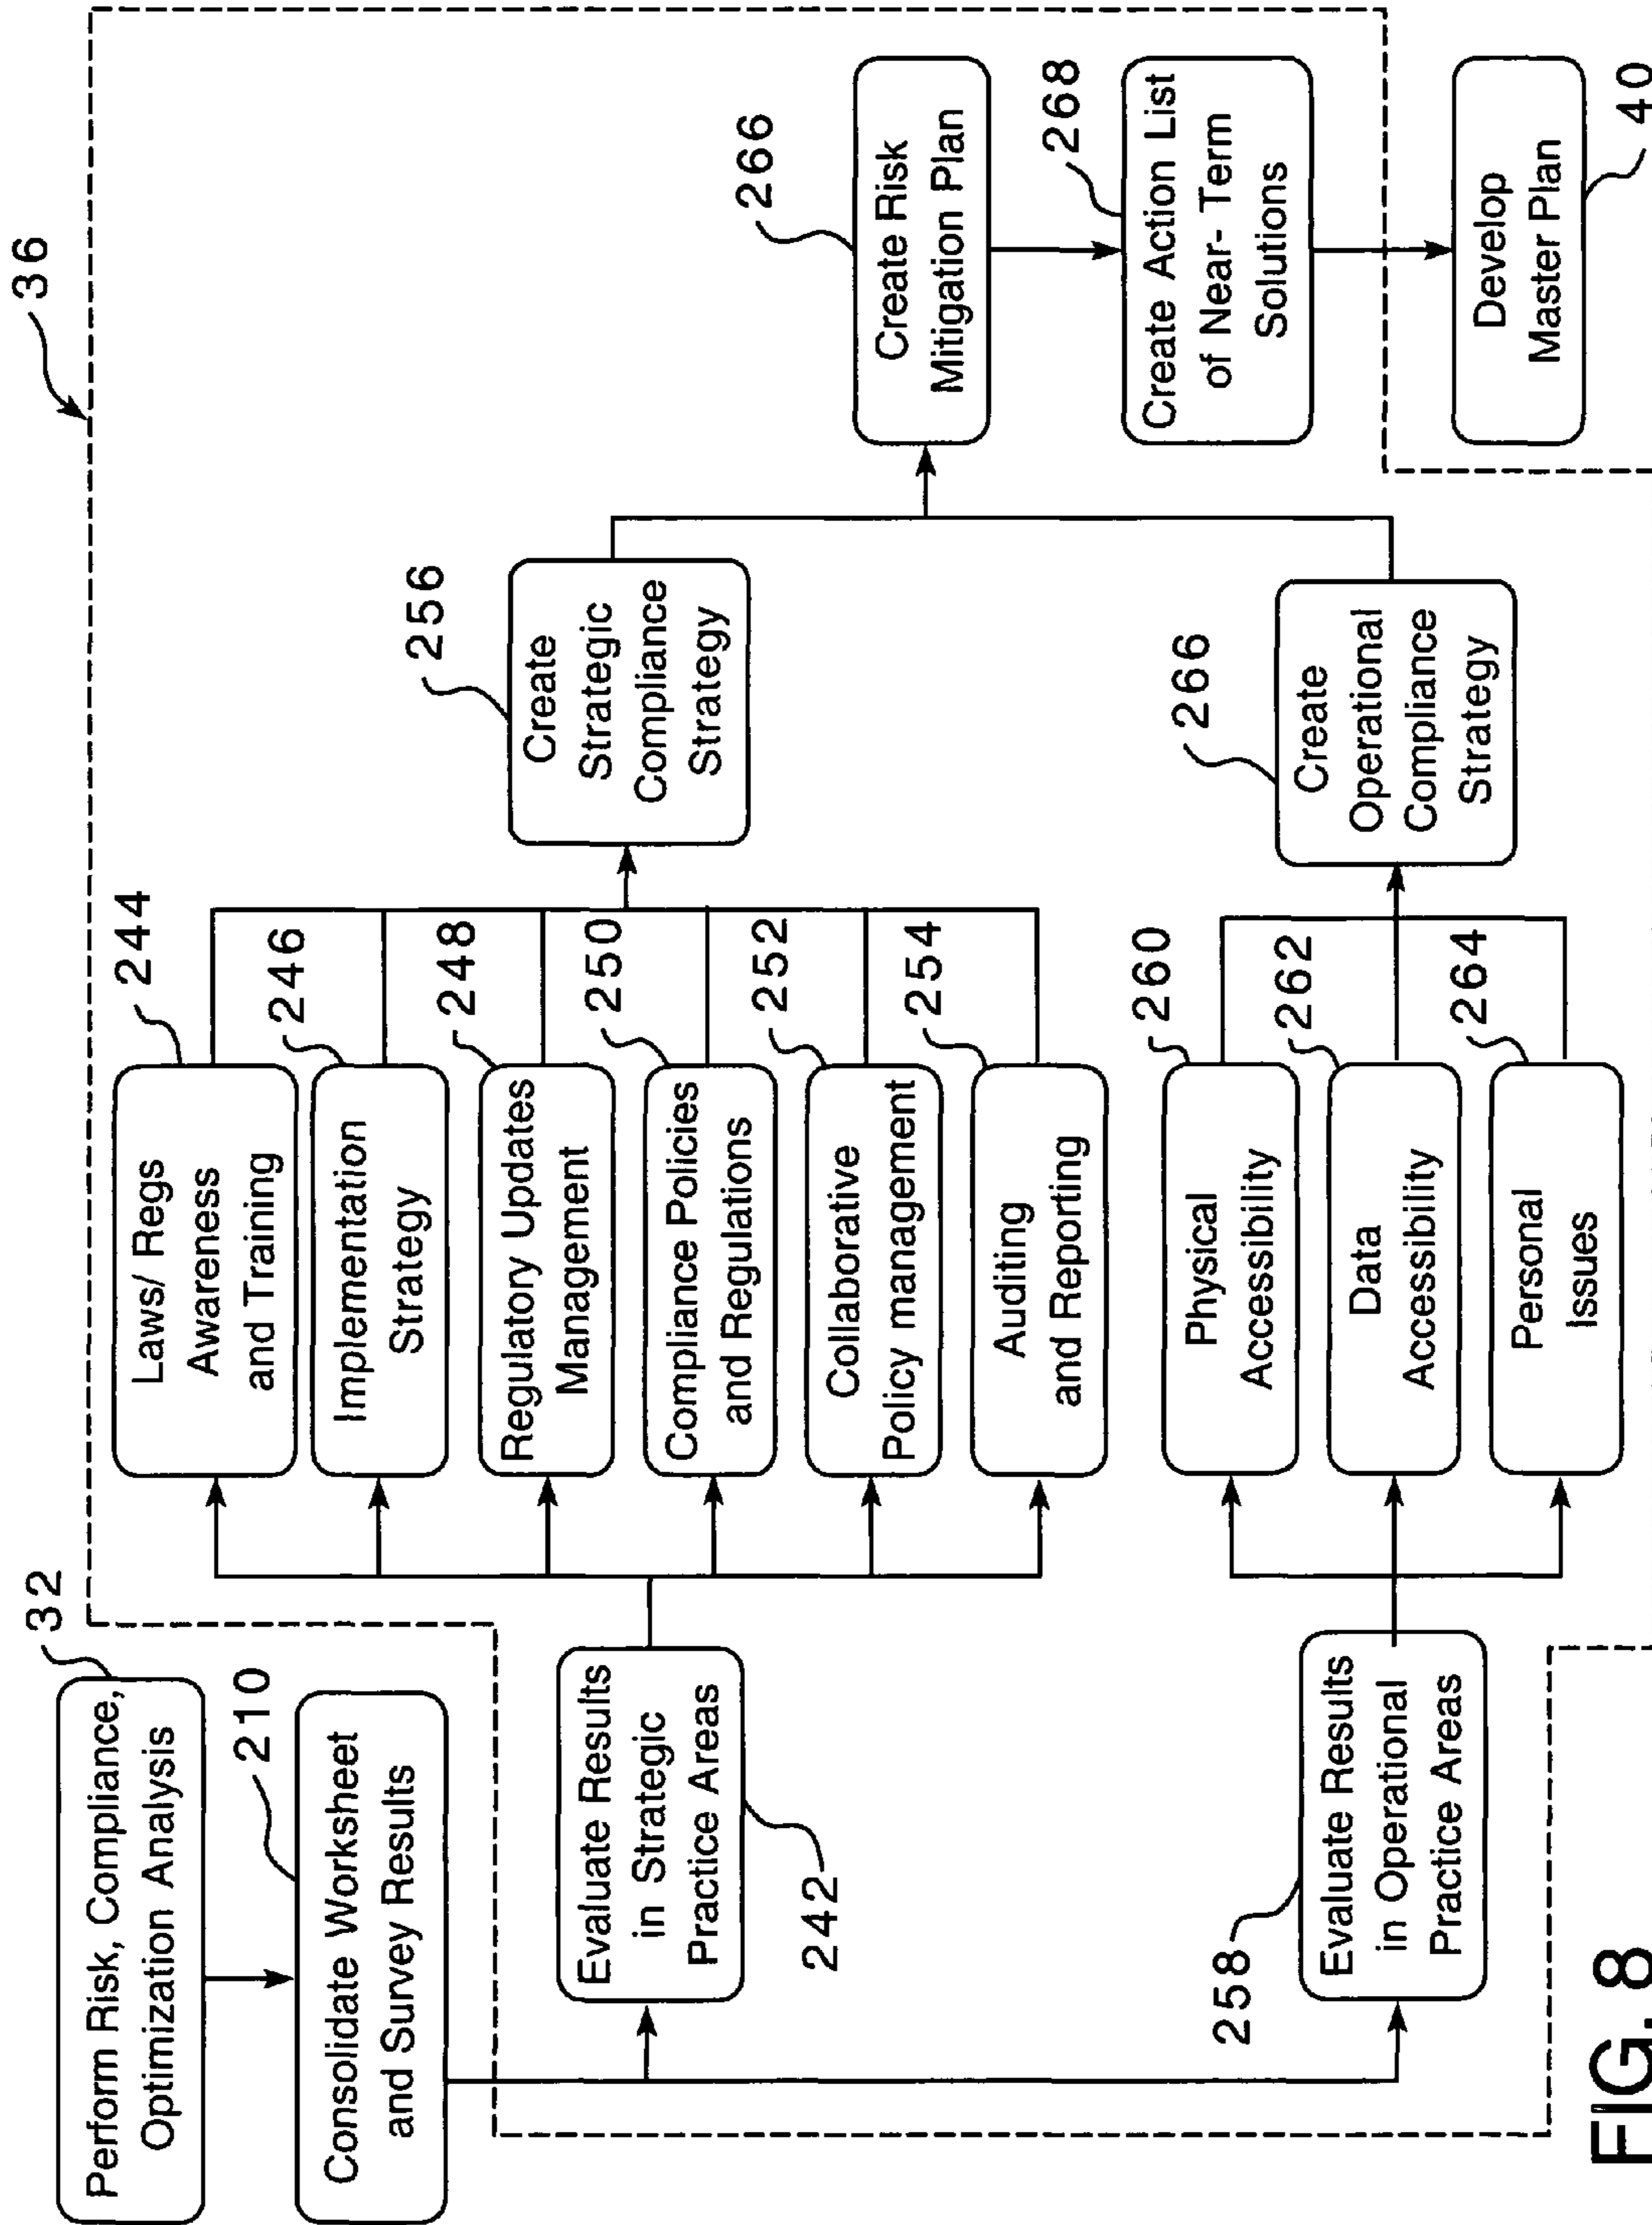 36
Perform Risk, Compliance,
Optimization Analysis
32
Consolidate Worksheet
and Survey Results
210
Evaluate Results
in Strategic
Practice Areas
242
Laws/ Regs
Awareness
and Training
244
Implementation
Strategy
246
Regulatory Updates
Management
248
Compliance Policies
and Regulations
250
Collaborative
Policy management
252
Auditing
and Reporting
254
Create
Strategic
Compliance
Strategy
256
Evaluate Results
in Operational
Practice Areas
258
Physical
Accessibility
260
Data
Accessibility
262
Personal
Issues
264
Create
Operational
Compliance
Strategy
266
Create Risk
Mitigation Plan
266
Create Action List
of Near- Term
Solutions
268
Develop
Master Plan
40
FIG. 8